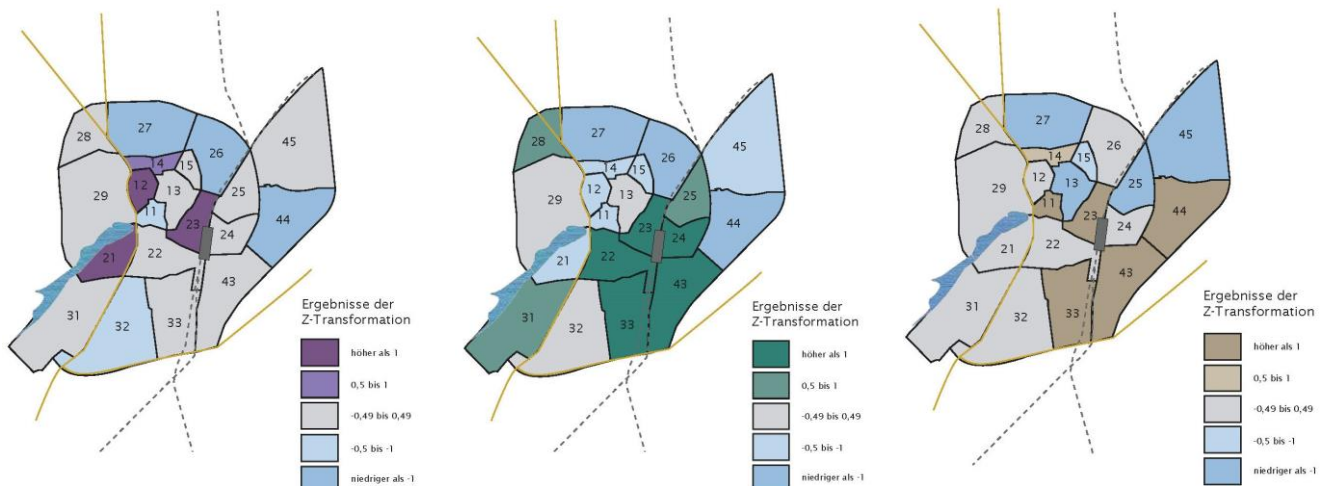 27
28
26
45
4
15
12
13
25
29
11
23
44
24
22
21
43
31
32
33
Ergebnisse der
Z-Transformation
höher als 1
0,5 bis 1
-0,49 bis 0,49
-0,5 bis -1
niedriger als -1
27
28
26
45
14
15
12
13
25
29
11
23
44
24
22
21
43
31
32
33
Ergebnisse der
Z-Transformation
höher als 1
0,5 bis 1
-0,49 bis 0,49
-0,5 bis -1
niedriger als -1
27
28
26
45
14
15
12
13
25
29
11
23
44
24
22
21
43
31
32
33
Ergebnisse der
Z-Transformation
höher als 1
0,5 bis 1
-0,49 bis 0,49
-0,5 bis -1
niedriger als -1